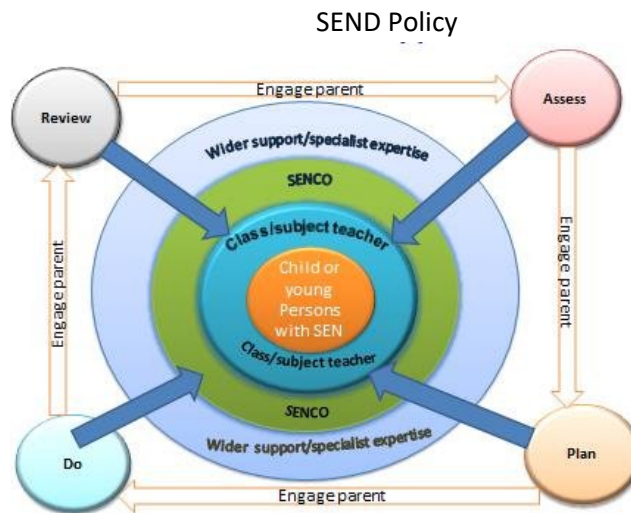 SEND Policy
Engage parent
Review
Assess
Wider support/specialist expertise
SENCO
Class/subject teacher
Child or
young
Persons
with SEN
Class/subject teacher
SENCO
Wider support/specialist expertise
Engage parent
Engage parent
Do
Plan
Engage parent